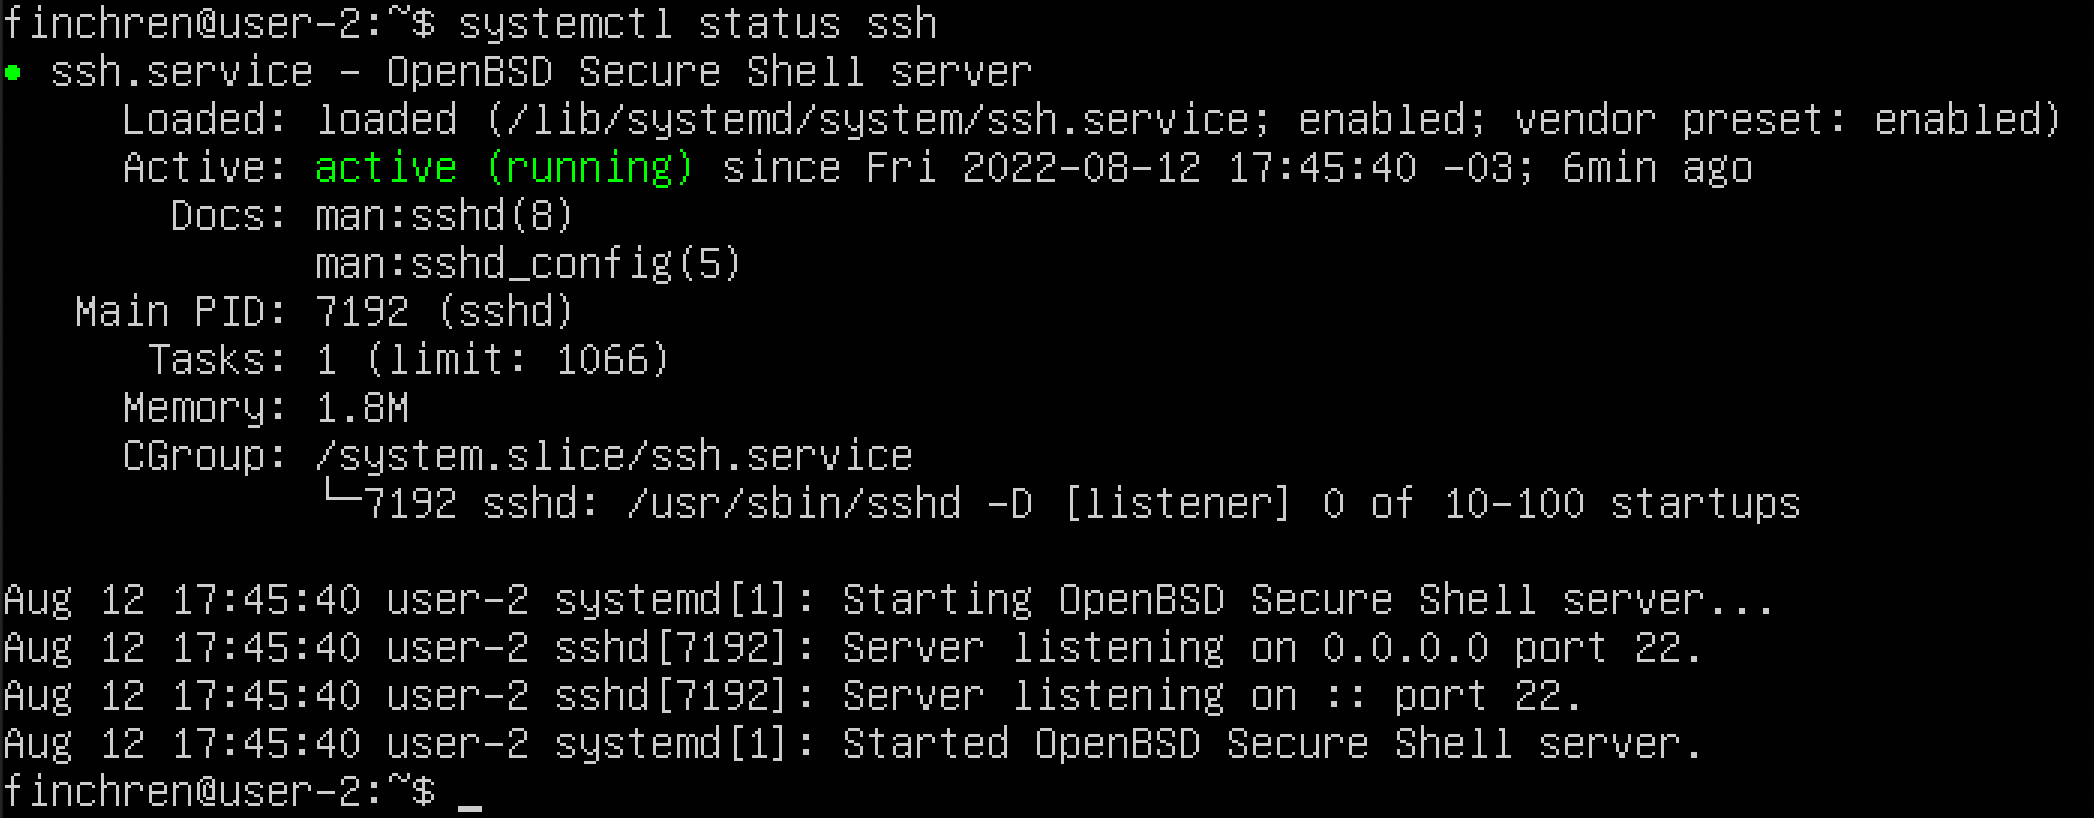 finchren@user-2:~$ systemctl status ssh
● ssh.service - OpenBSD Secure Shell server
     Loaded: loaded (/lib/systemd/system/ssh.service; enabled; vendor preset: enabled)
     Active: active (running) since Fri 2022-08-12 17:45:40 -03; 6min ago
       Docs: man:sshd(8)
             man:sshd_config(5)
   Main PID: 7192 (sshd)
      Tasks: 1 (limit: 1066)
     Memory: 1.8M
     CGroup: /system.slice/ssh.service
             └─7192 sshd: /usr/sbin/sshd -D [listener] 0 of 10-100 startups

Aug 12 17:45:40 user-2 systemd[1]: Starting OpenBSD Secure Shell server...
Aug 12 17:45:40 user-2 sshd[7192]: Server listening on 0.0.0.0 port 22.
Aug 12 17:45:40 user-2 sshd[7192]: Server listening on :: port 22.
Aug 12 17:45:40 user-2 systemd[1]: Started OpenBSD Secure Shell server.
finchren@user-2:~$ _